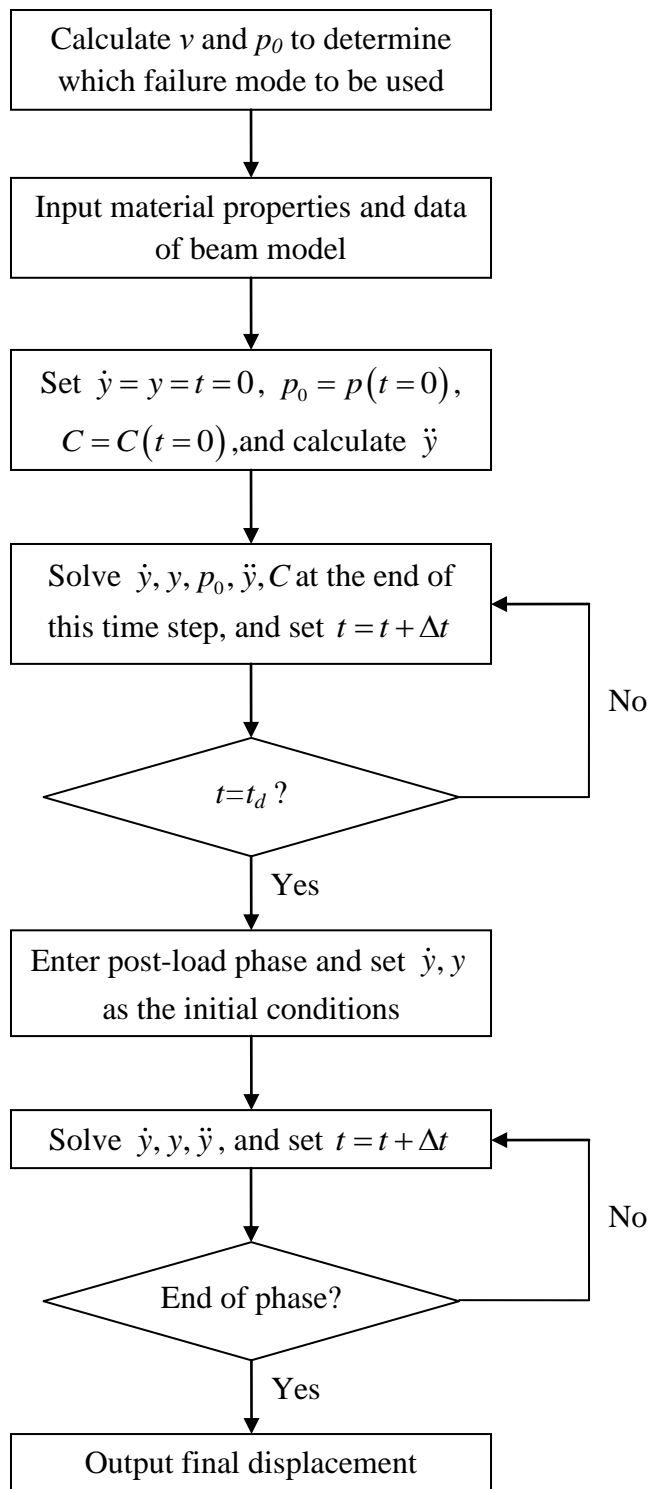 Calculate v and p₀ to determine
which failure mode to be used
Input material properties and data
of beam model
Set ẏ = y = t = 0, p₀ = p(t = 0),
C = C(t = 0),and calculate ÿ
Solve ẏ, y, p₀, ÿ, C at the end of
this time step, and set t = t + Δt
No
t=t_d ?
Yes
Enter post-load phase and set ẏ, y
as the initial conditions
Solve ẏ, y, ÿ, and set t = t + Δt
No
End of phase?
Yes
Output final displacement